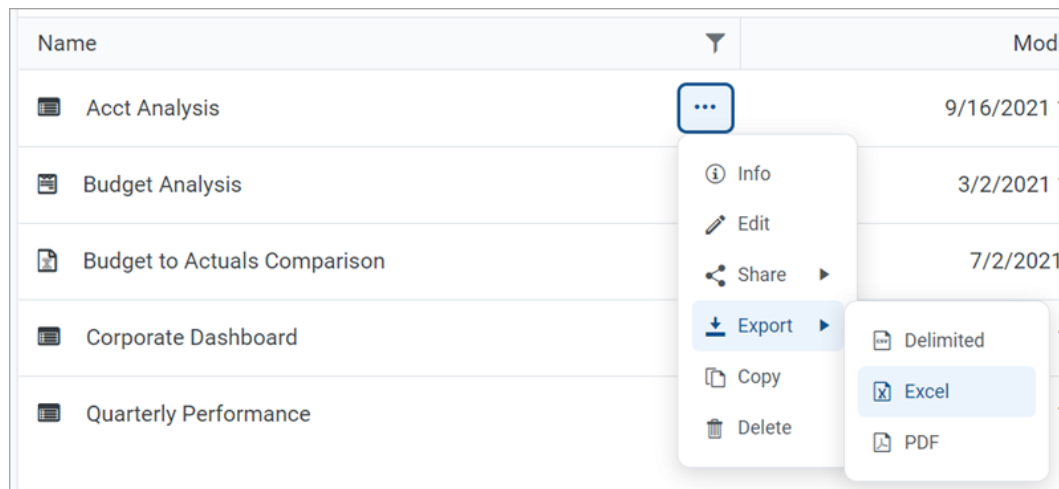 Name Mod
Acct Analysis ... 9/16/2021
Info
Budget Analysis 3/2/2021
Edit
Budget to Actuals Comparison 7/2/2021
Share
Export
Corporate Dashboard
Delimited
Copy
Excel
Quarterly Performance
Delete
PDF